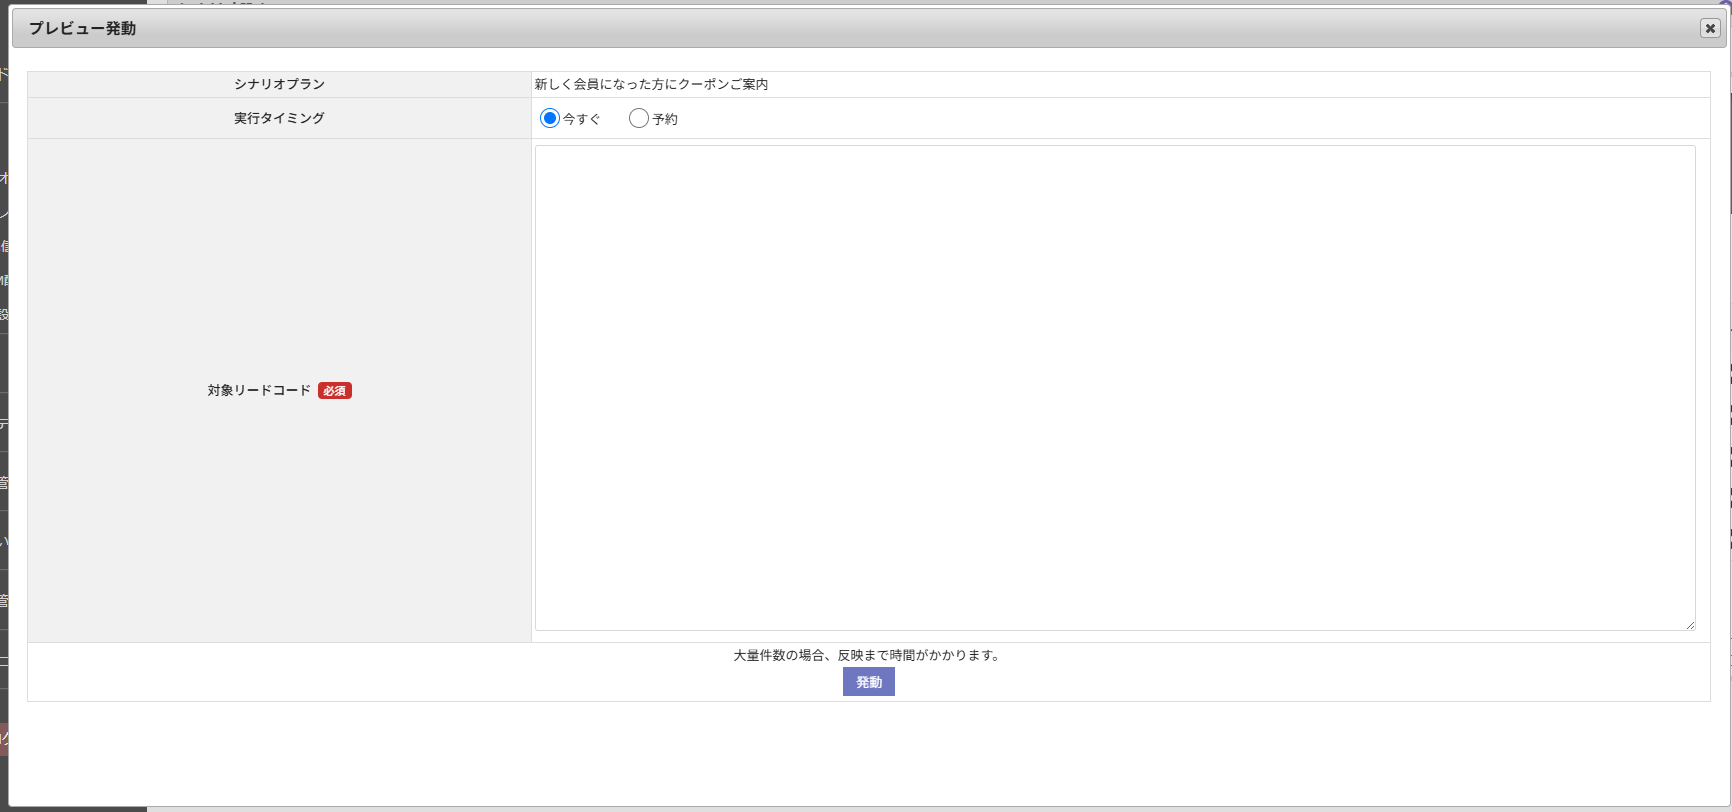 プレビュー発動
シナリオプラン 新しく会員になった方にクーポンご案内
実行タイミング 今すぐ 予約
対象リードコード 必須
大量件数の場合、反映まで時間がかかります。
発動